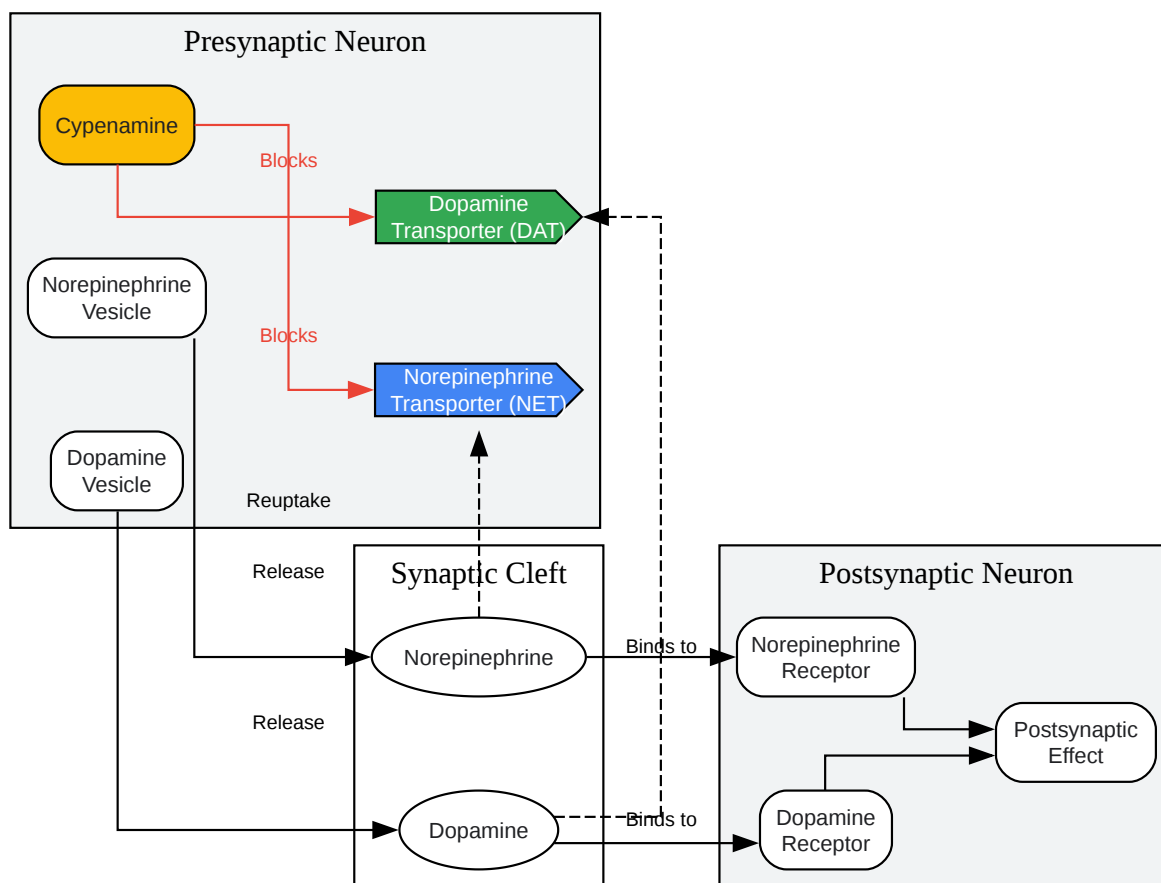 Presynaptic Neuron
Cypenamine
Blocks
Dopamine
Transporter (DAT)
Norepinephrine
Vesicle
Blocks
Norepinephrine
Transporter (NET)
Dopamine
Vesicle
Reuptake
Release
Synaptic Cleft
Postsynaptic Neuron
Norepinephrine
Binds to
Norepinephrine
Receptor
Release
Postsynaptic
Effect
Dopamine
Binds to
Dopamine
Receptor